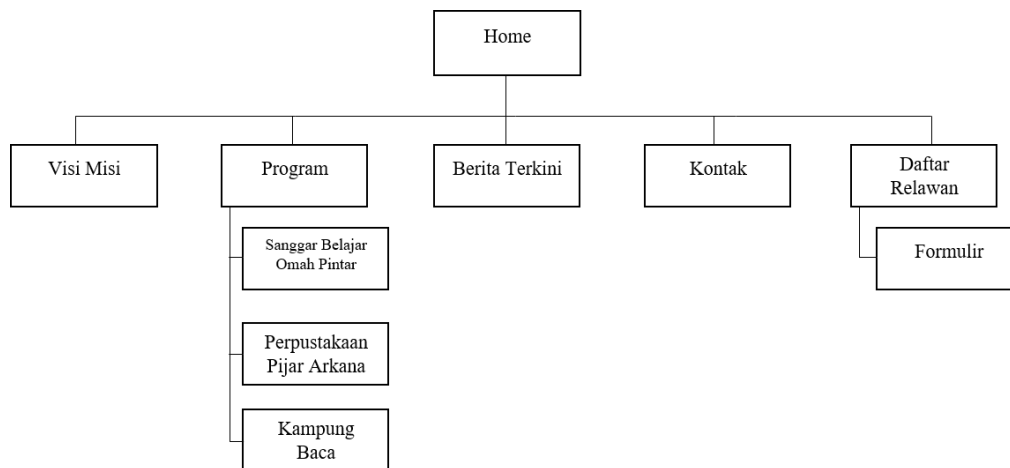 Home
Visi Misi
Program
Berita Terkini
Kontak
Daftar
Relawan
Sanggar Belajar
Omah Pintar
Formulir
Perpustakaan
Pijar Arkana
Kampung
Baca